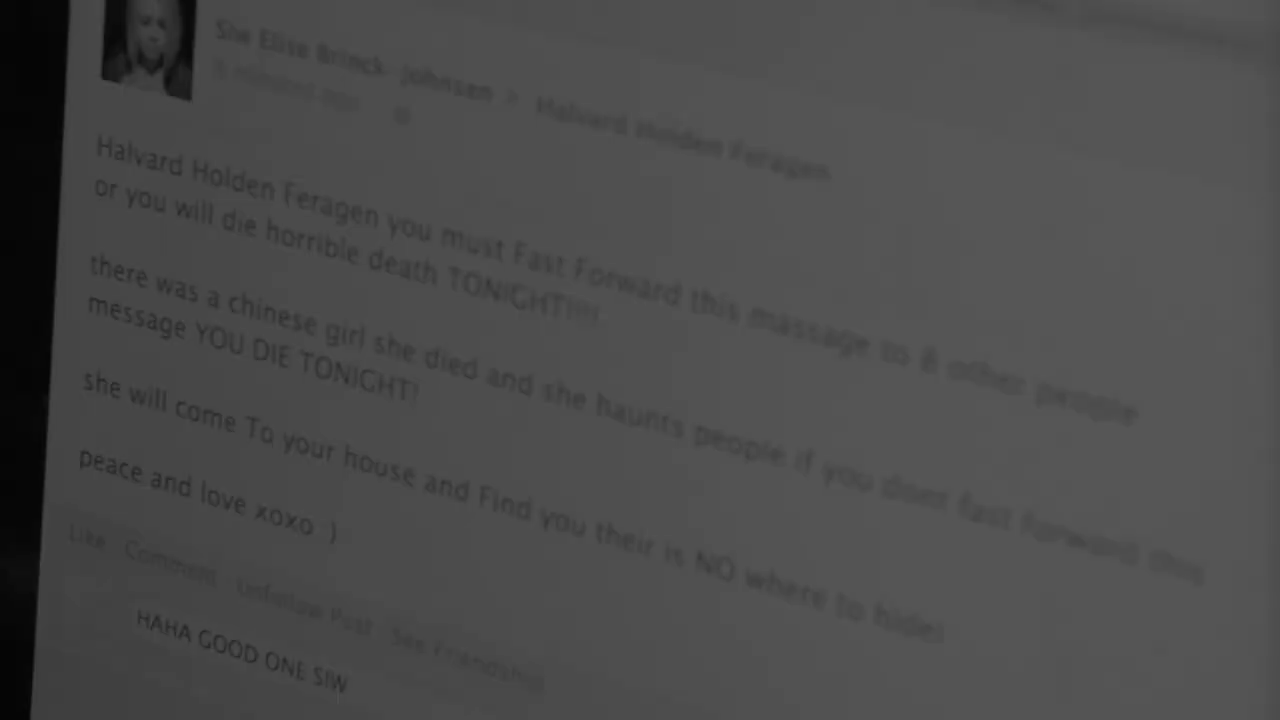 Siw Elise Brinck-Johnsen > Halvard Holden Feragen
Halvard Holden Feragen you must Fast Forward this massage to 8 other people
or you will die horrible death TONIGHT!!!!
there was a chinese girl she died and she haunts people if you dont fast forward this
message YOU DIE TONIGHT!
she will come To your house and Find you their is NO where to hide!
peace and love xoxo :)
Like Comment Unfollow Post See Friendship
HAHA GOOD ONE SIW